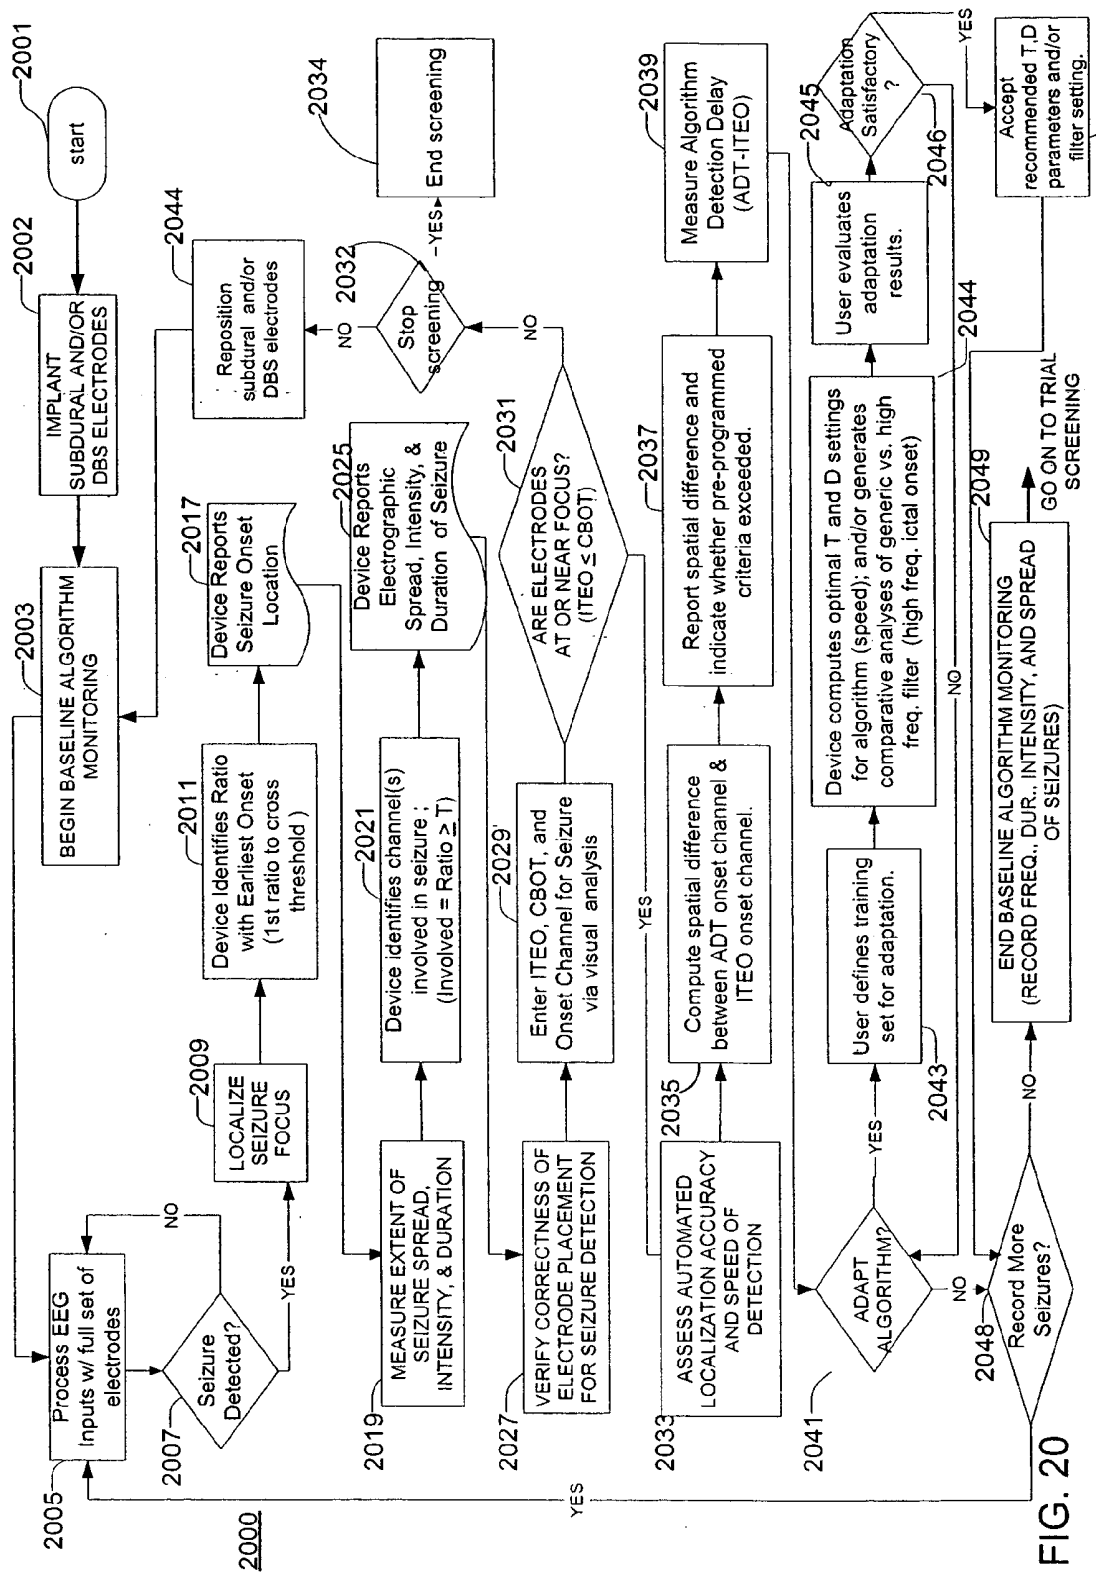 2001
start
2002
IMPLANT
SUBDURAL AND/OR
DBS ELECTRODES
2003
BEGIN BASELINE ALGORITHM
MONITORING
2005
Process EEG
Inputs w/ full set of
electrodes
2007
Seizure
Detected?
NO
YES
2009
LOCALIZE
SEIZURE
FOCUS
2011
Device Identifies Ratio
with Earliest Onset
(1st ratio to cross
threshold )
2017
Device Reports
Seizure Onset
Location
2044
Reposition
subdural and/or
DBS electrodes
2019
MEASURE EXTENT OF
SEIZURE SPREAD,
INTENSITY, & DURATION
2021
Device identifies channel(s)
involved in seizure ;
(Involved = Ratio ≥ T)
2025
Device Reports
Electrographic
Spread, Intensity, &
Duration of Seizure
NO
2032
Stop
screening
YES
2034
End screening
2027
VERIFY CORRECTNESS OF
ELECTRODE PLACEMENT
FOR SEIZURE DETECTION
2029'
Enter ITEO, CBOT, and
Onset Channel for Seizure
via visual analysis
2031
ARE ELECTRODES
AT OR NEAR FOCUS?
(ITEO ≤ CBOT)
NO
YES
2033
ASSESS AUTOMATED
LOCALIZATION ACCURACY
AND SPEED OF
DETECTION
2035
Compute spatial difference
between ADT onset channel &
ITEO onset channel.
2037
Report spatial difference and
indicate whether pre-programmed
criteria exceeded.
2039
Measure Algorithm
Detection Delay
(ADT-ITEO)
2041
ADAPT
ALGORITHM?
YES
NO
2043
User defines training
set for adaptation.
2044
Device computes optimal T and D settings
for algorithm (speed); and/or generates
comparative analyses of generic vs. high
freq. filter (high freq. ictal onset)
2045
User evaluates
adaptation
results.
2046
Adaptation
Satisfactory
?
NO
YES
Accept
recommended T,D
parameters and/or
filter setting.
2048
Record More
Seizures?
YES
NO
2049
END BASELINE ALGORITHM MONITORING
(RECORD FREQ., DUR., INTENSITY, AND SPREAD
OF SEIZURES)
GO ON TO TRIAL
SCREENING
2000
FIG. 20